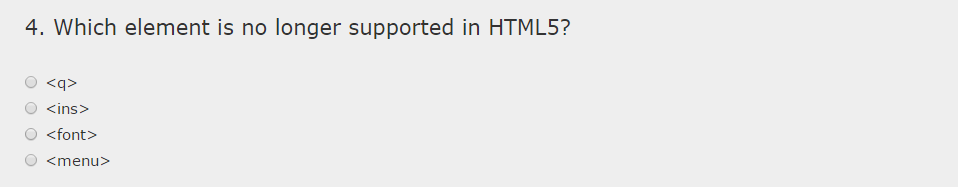 4. Which element is no longer supported in HTML5?
<q>
<ins>
<font>
<menu>